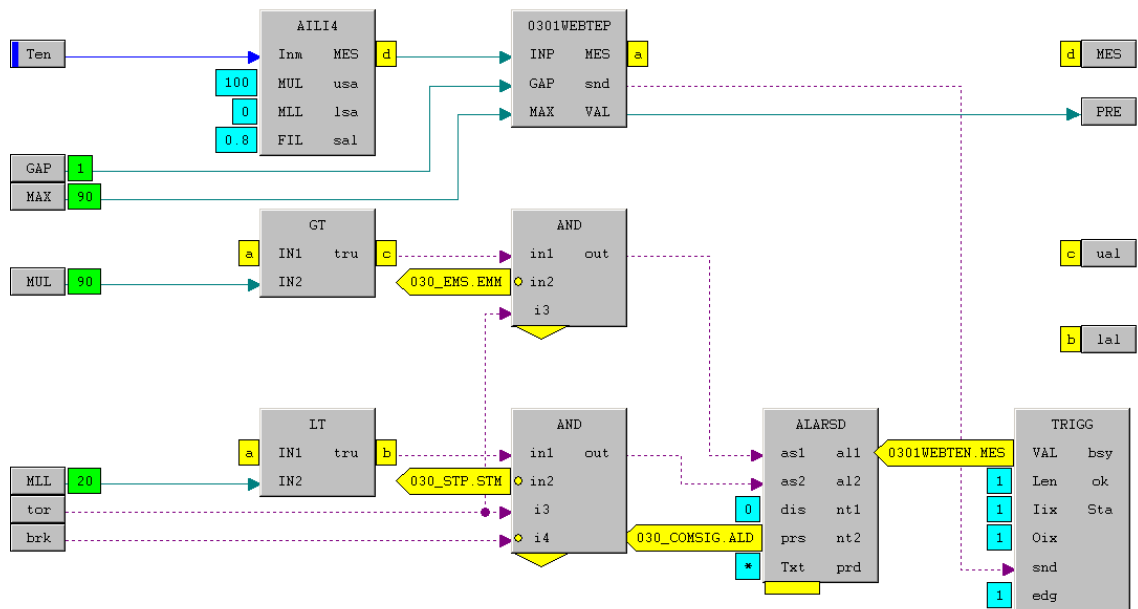 AILI4
0301WEBTEP
Ten
Inm MES
d
INP MES
a
d
MES
100
MUL usa
GAP snd
0
MLL lsa
MAX VAL
PRE
0.8
FIL sal
GAP
1
MAX
90
GT
AND
a
IN1 tru
c
in1 out
c
ual
MUL
90
IN2
030_EMS.EMM
in2
i3
b
lal
LT
AND
ALARSD
TRIGG
a
IN1 tru
b
in1 out
as1 al1
0301WEBTEN.MES
VAL bsy
MLL
20
IN2
030_STP.STM
in2
as2 al2
1
Len ok
tor
i3
0
dis nt1
1
Iix Sta
brk
i4
030_COMSIG.ALD
prs nt2
1
Oix
*
Txt prd
snd
1
edg